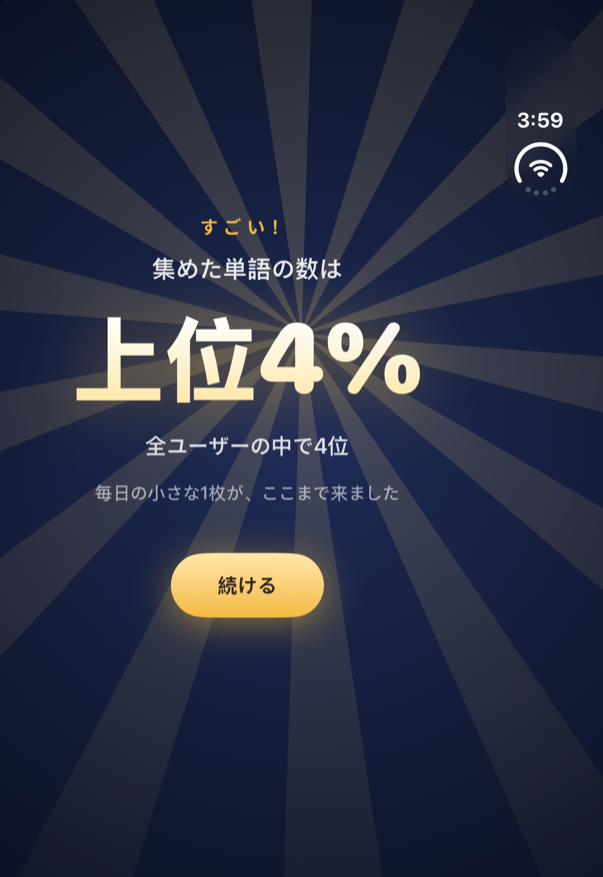 3:59
すごい！
集めた単語の数は
上位4%
全ユーザーの中で4位
毎日の小さな1枚が、ここまで来ました
続ける